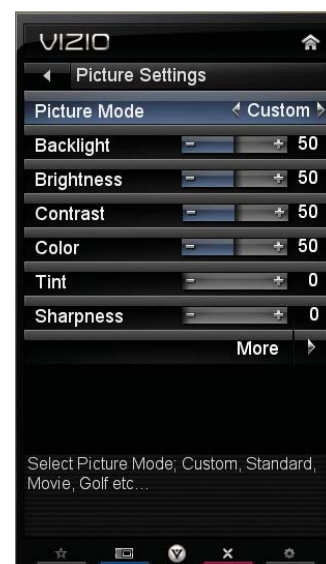 VIZIO
Picture Settings
Picture Mode Custom
Backlight - + 50
Brightness - + 50
Contrast - + 50
Color - + 50
Tint - + 0
Sharpness - + 0
More
Select Picture Mode; Custom, Standard,
Movie, Golf etc...